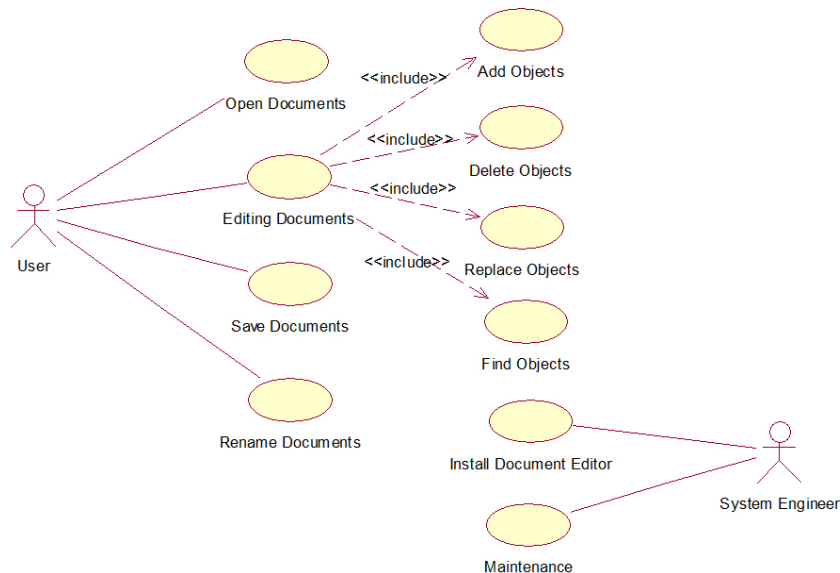 <<include>>
Add Objects
Open Documents
<<include>>
Delete Objects
<<include>>
Editing Documents
User
<<include>>
Replace Objects
Save Documents
Find Objects
Rename Documents
Install Document Editor
System Engineer
Maintenance